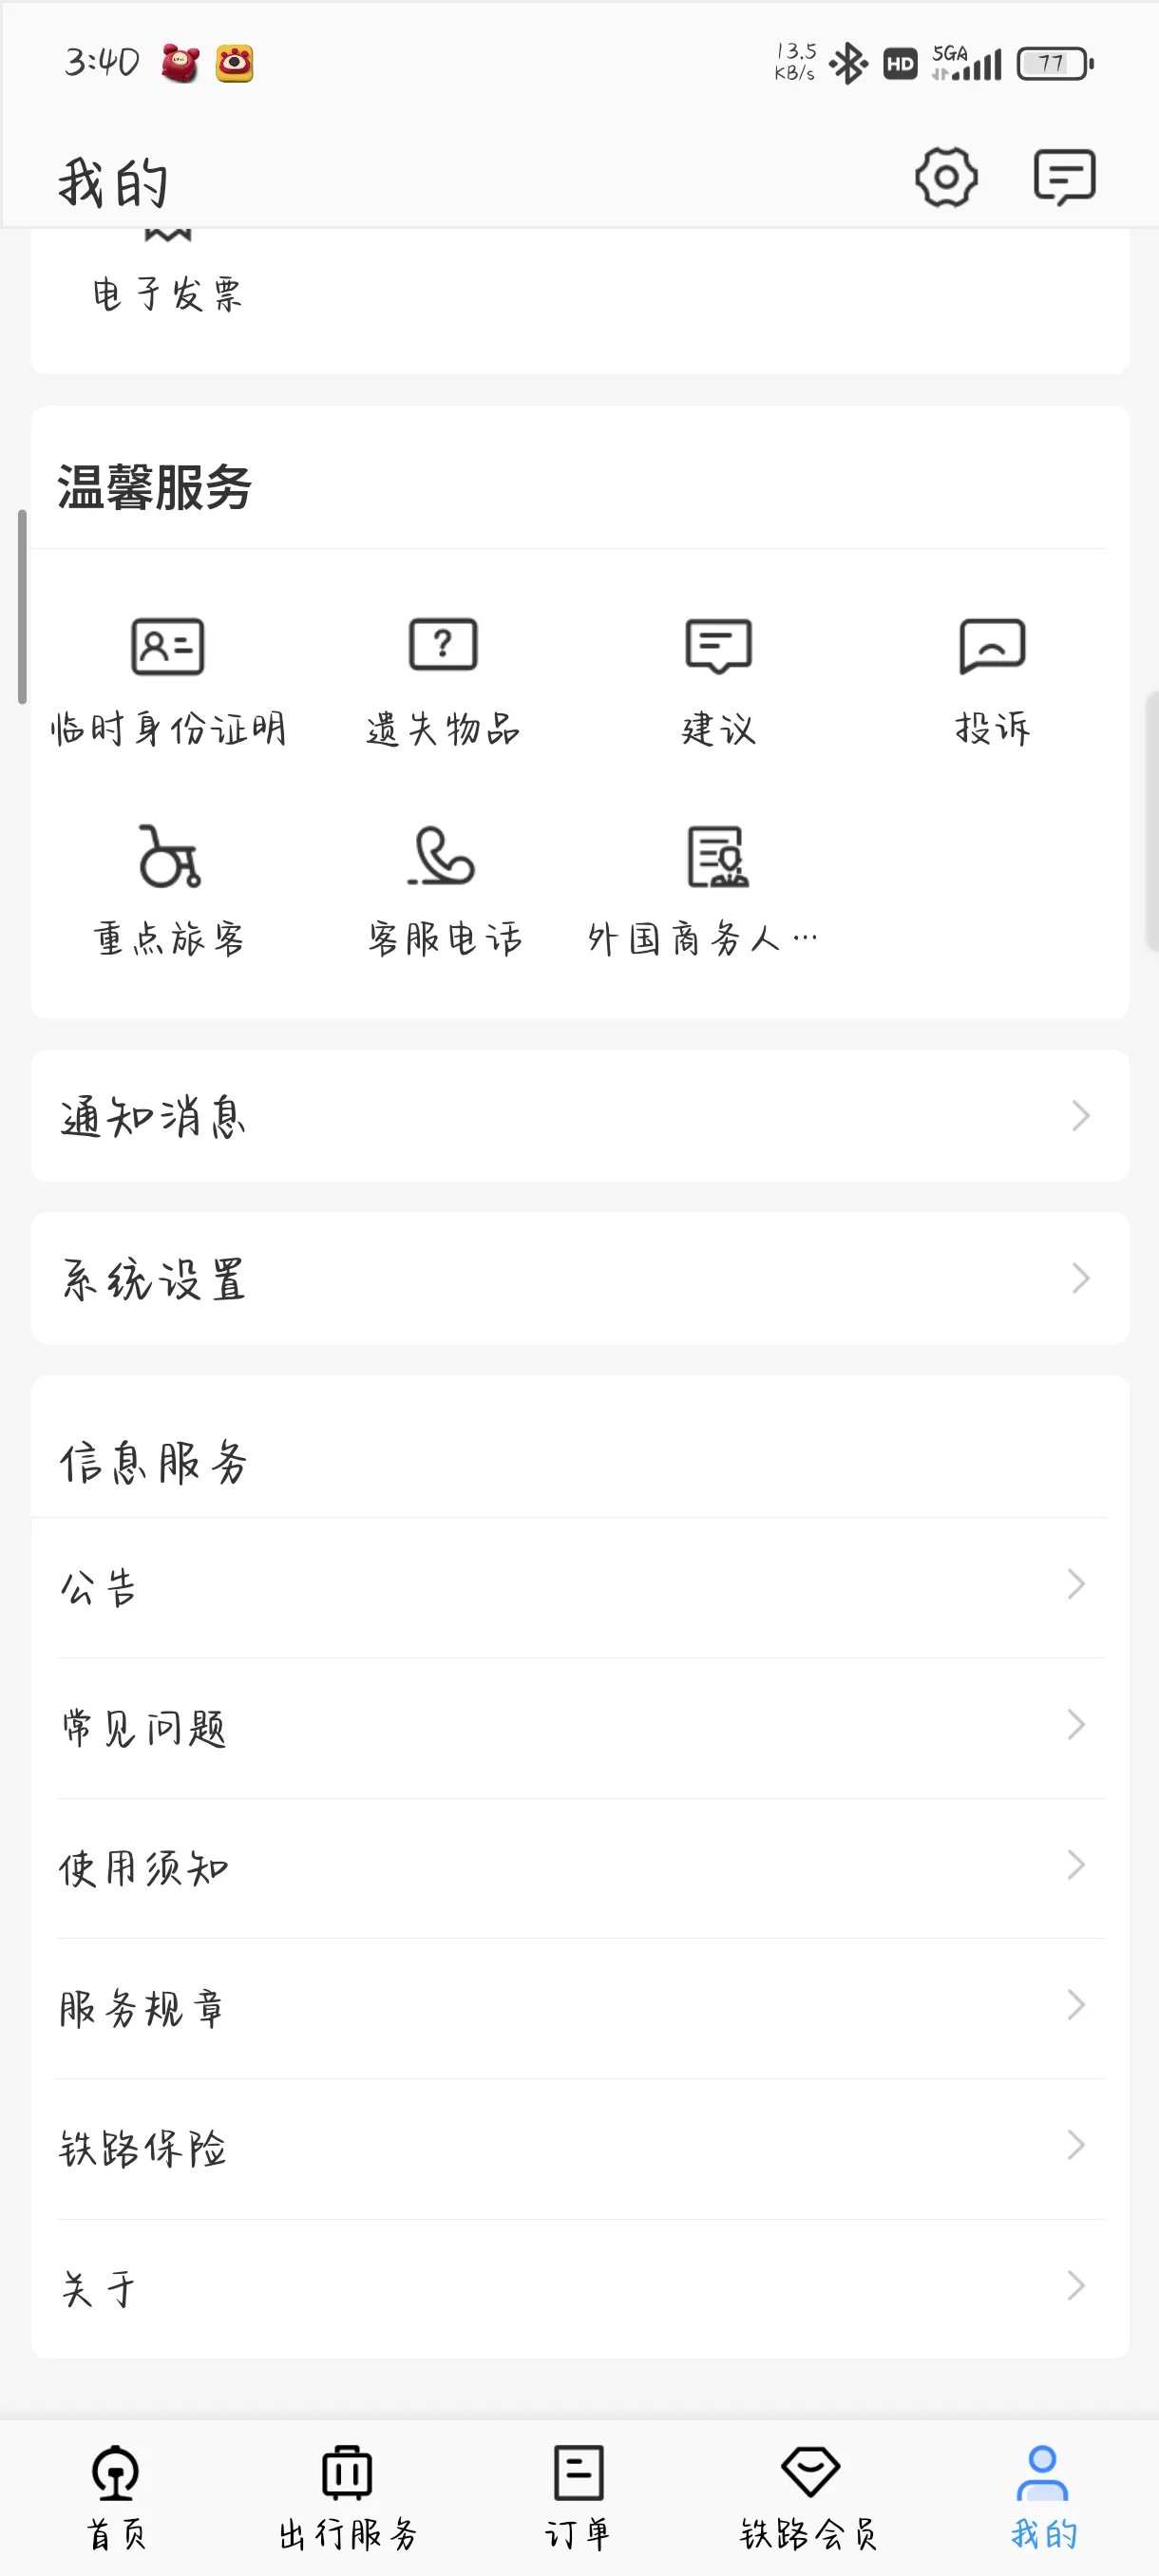 3:40
13.5 KB/s HD 5GA 77
我的
电子发票
温馨服务
临时身份证明 遗失物品 建议 投诉
重点旅客 客服电话 外国商务人…
通知消息
系统设置
信息服务
公告
常见问题
使用须知
服务规章
铁路保险
关于
首页 出行服务 订单 铁路会员 我的